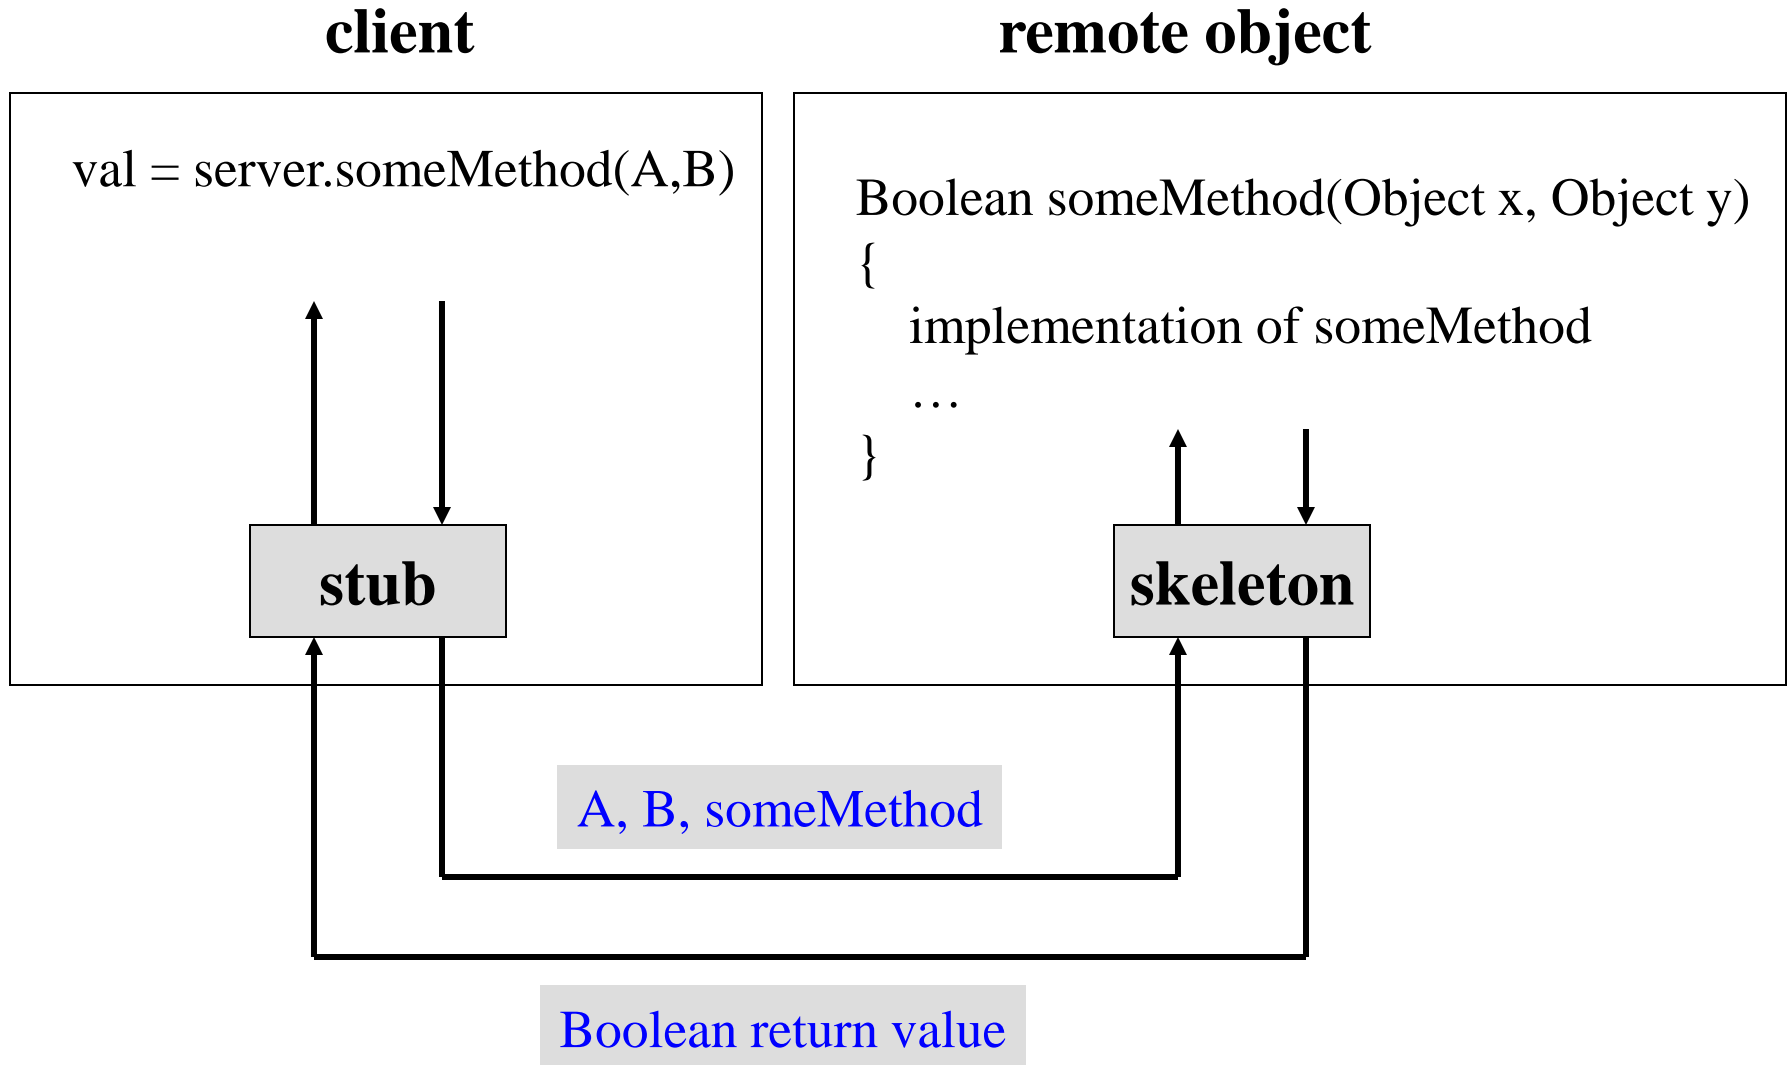 client
remote object
val = server.someMethod(A,B)
Boolean someMethod(Object x, Object y)
{
implementation of someMethod
…
}
stub
skeleton
A, B, someMethod
Boolean return value